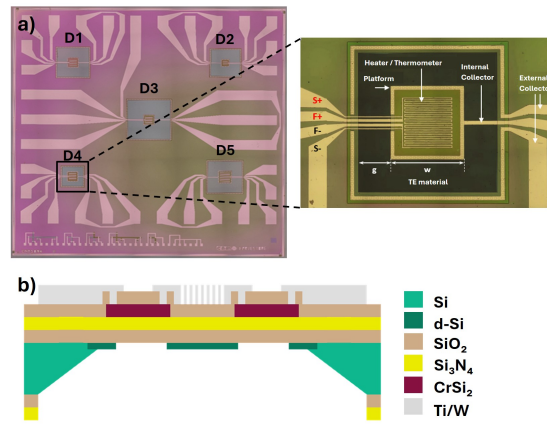 a)
D1
D2
D3
D4
D5
Heater / Thermometer
Platform
Internal
Collector
External
Collector
S+
F+
F-
S-
g
w
TE material
b)
Si
d-Si
SiO2
Si3N4
CrSi2
Ti/W